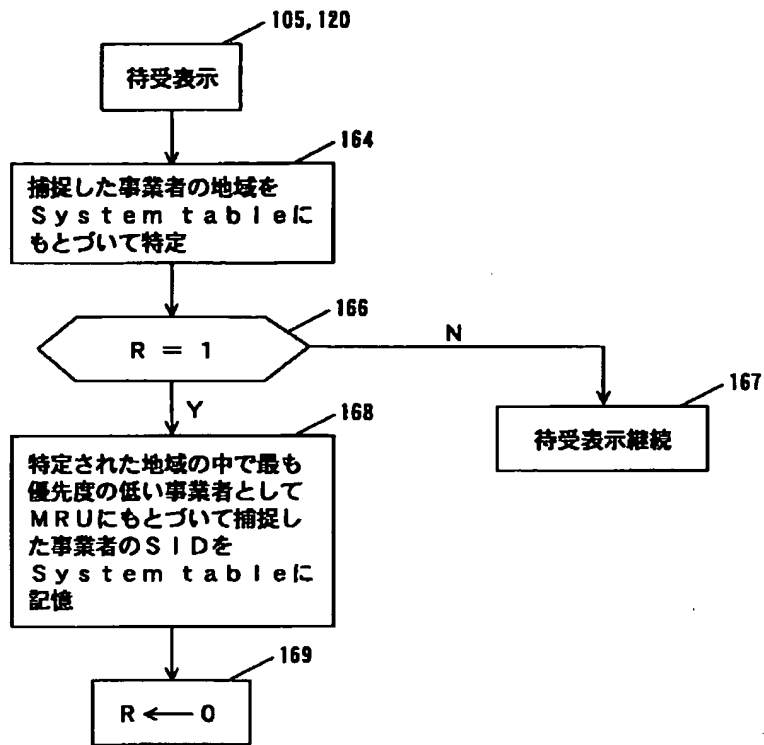 105, 120
待受表示
164
捕捉した事業者の地域を
System tableに
もとづいて特定
166
R = 1
N
167
待受表示継続
Y
168
特定された地域の中で最も
優先度の低い事業者として
MRUにもとづいて捕捉し
た事業者のSIDを
System tableに
記憶
169
R ← 0